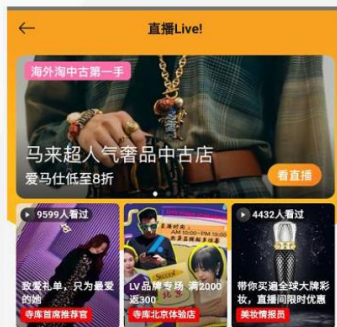 直播Live!
海外淘中古第一手
马来超人气奢品中古店
爱马仕低至8折
看直播
9599人看过
致爱礼单，只为最爱
的她
寺库首席推荐官
直播时间：
LV品牌专场 满2000
返300
寺库北京体验店
4432人看过
带你买遍全球大牌彩
妆，直播间限时优惠
美妆情报员